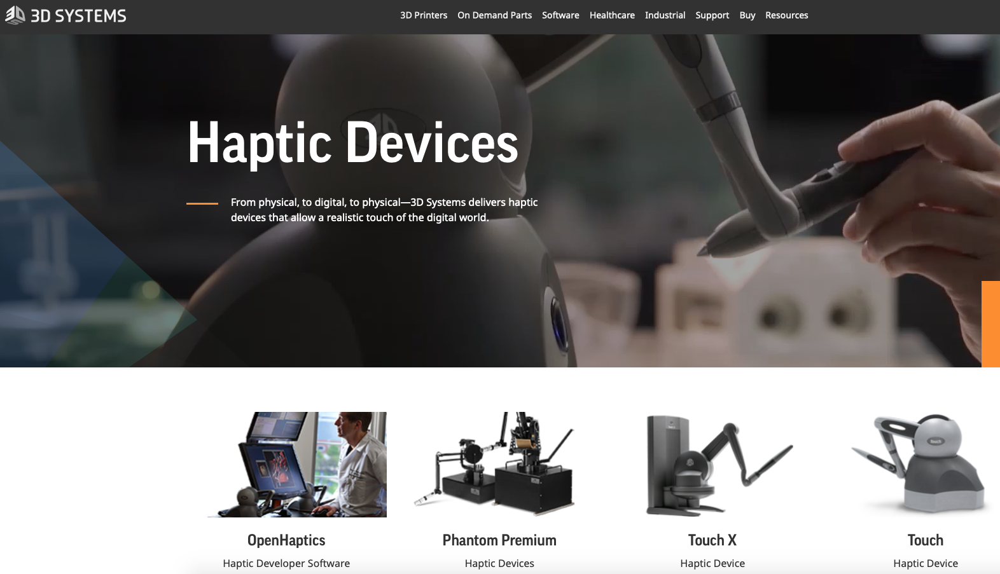 3D SYSTEMS
3D Printers On Demand Parts Software Healthcare Industrial Support Buy Resources
Haptic Devices
From physical, to digital, to physical—3D Systems delivers haptic
devices that allow a realistic touch of the digital world.
Touch
OpenHaptics
Haptic Developer Software
Phantom Premium
Haptic Devices
Touch X
Haptic Device
Touch
Haptic Device